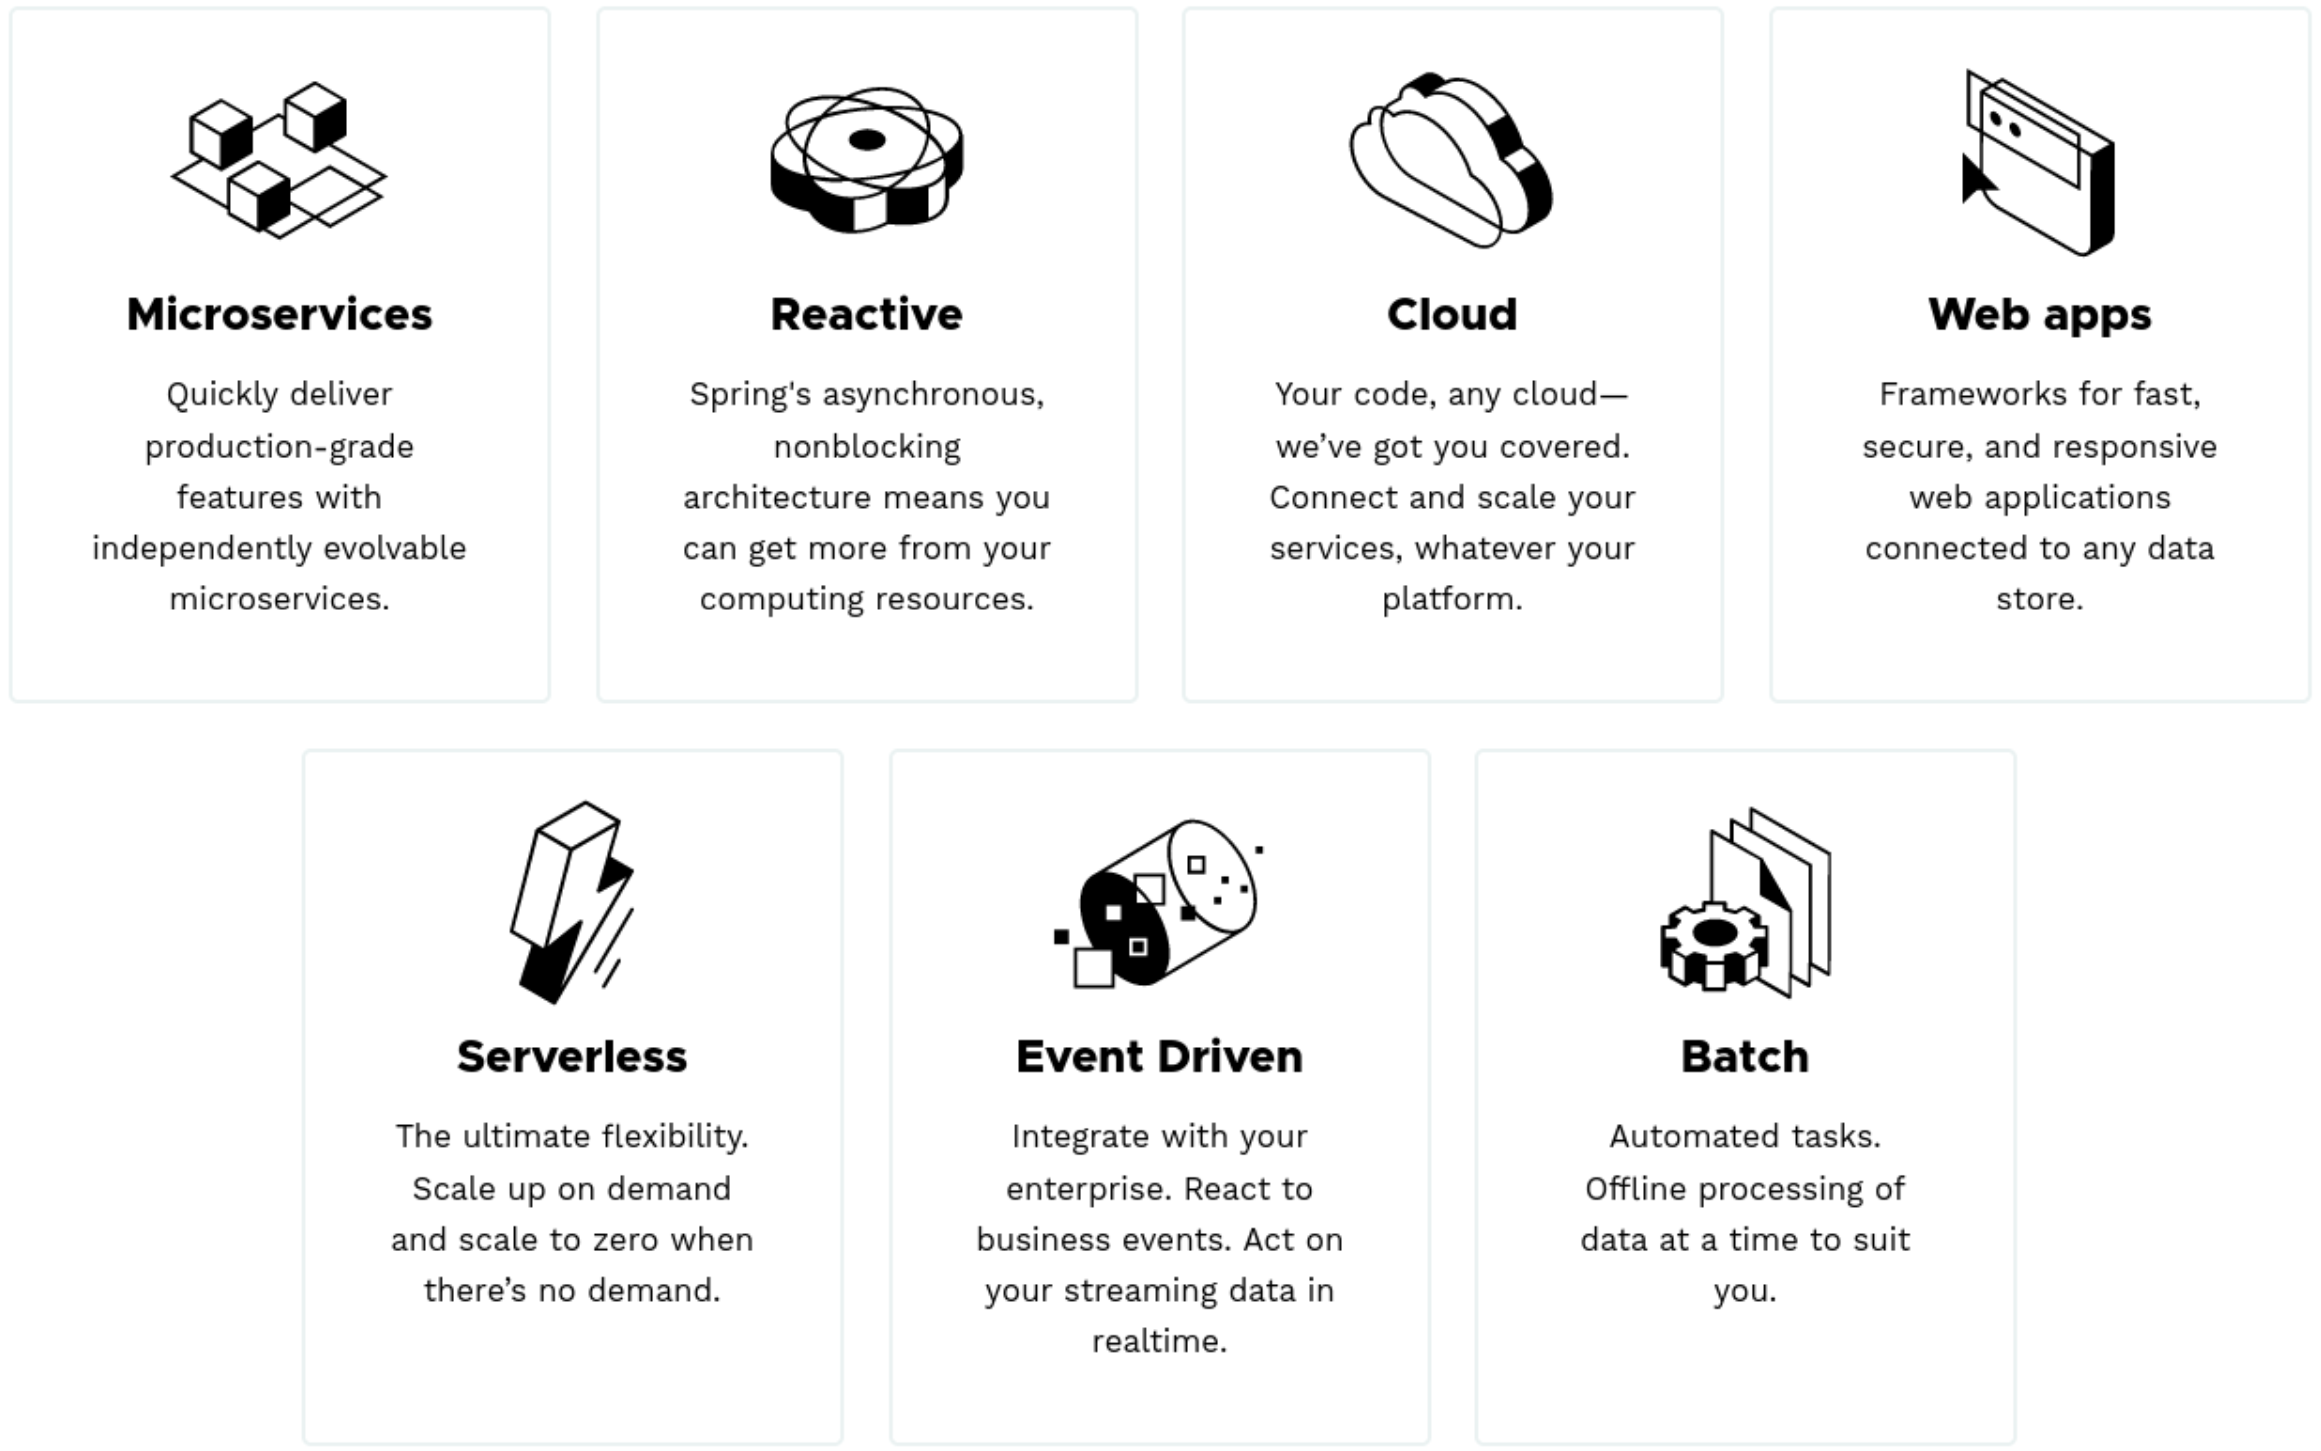 Microservices
Quickly deliver
production-grade
features with
independently evolvable
microservices.
Reactive
Spring's asynchronous,
nonblocking
architecture means you
can get more from your
computing resources.
Cloud
Your code, any cloud—
we’ve got you covered.
Connect and scale your
services, whatever your
platform.
Web apps
Frameworks for fast,
secure, and responsive
web applications
connected to any data
store.
Serverless
The ultimate flexibility.
Scale up on demand
and scale to zero when
there’s no demand.
Event Driven
Integrate with your
enterprise. React to
business events. Act on
your streaming data in
realtime.
Batch
Automated tasks.
Offline processing of
data at a time to suit
you.